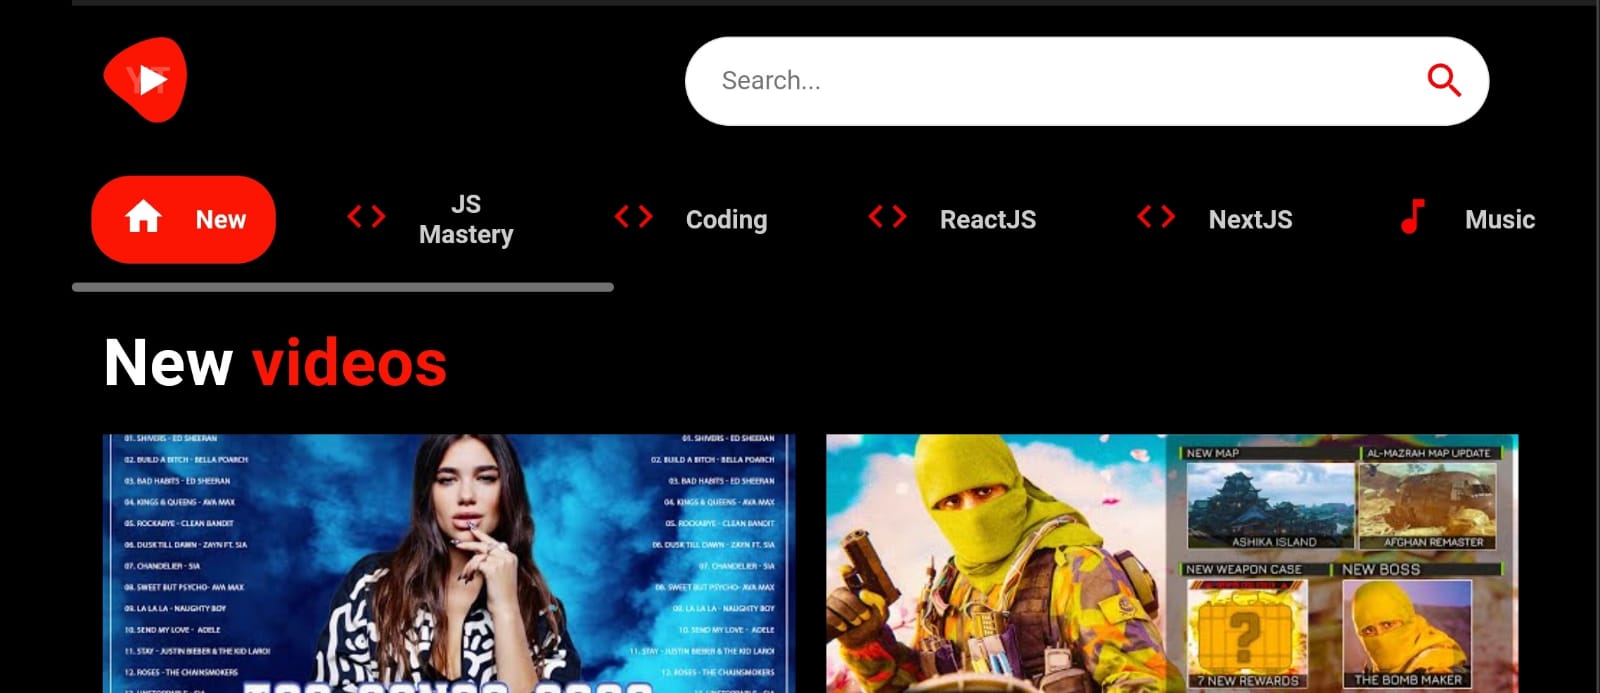 YT
Search...
New
JS
Mastery
Coding
ReactJS
NextJS
Music
New videos
01. SHIVERS - ED SHEERAN
02. BUILD A BITCH - BELLA POARCH
03. BAD HABITS - ED SHEERAN
04. KINGS & QUEENS - AVA MAX
05. ROCKABYE - CLEAN BANDIT
06. DUSK TILL DAWN - ZAYN FT. SIA
07. CHANDELIER - SIA
08. SWEET BUT PSYCHO- AVA MAX
09. LA LA LA - NAUGHTY BOY
10. SEND MY LOVE - ADELE
11. STAY - JUSTIN BIEBER & THE KID LAROI
12. ROSES - THE CHAINSMOKERS
01. SHIVERS - ED SHEERAN
02. BUILD A BITCH - BELLA POARCH
03. BAD HABITS - ED SHEERAN
04. KINGS & QUEENS - AVA MAX
05. ROCKABYE - CLEAN BANDIT
06. DUSK TILL DAWN - ZAYN FT. SIA
07. CHANDELIER - SIA
08. SWEET BUT PSYCHO- AVA MAX
09. LA LA LA - NAUGHTY BOY
10. SEND MY LOVE - ADELE
11. STAY - JUSTIN BIEBER & THE KID LAROI
12. ROSES - THE CHAINSMOKERS
NEW MAP
AL-MAZRAH MAP UPDATE
ASHIKA ISLAND
AFGHAN REMASTER
NEW WEAPON CASE
NEW BOSS
?
7 NEW REWARDS
THE BOMB MAKER